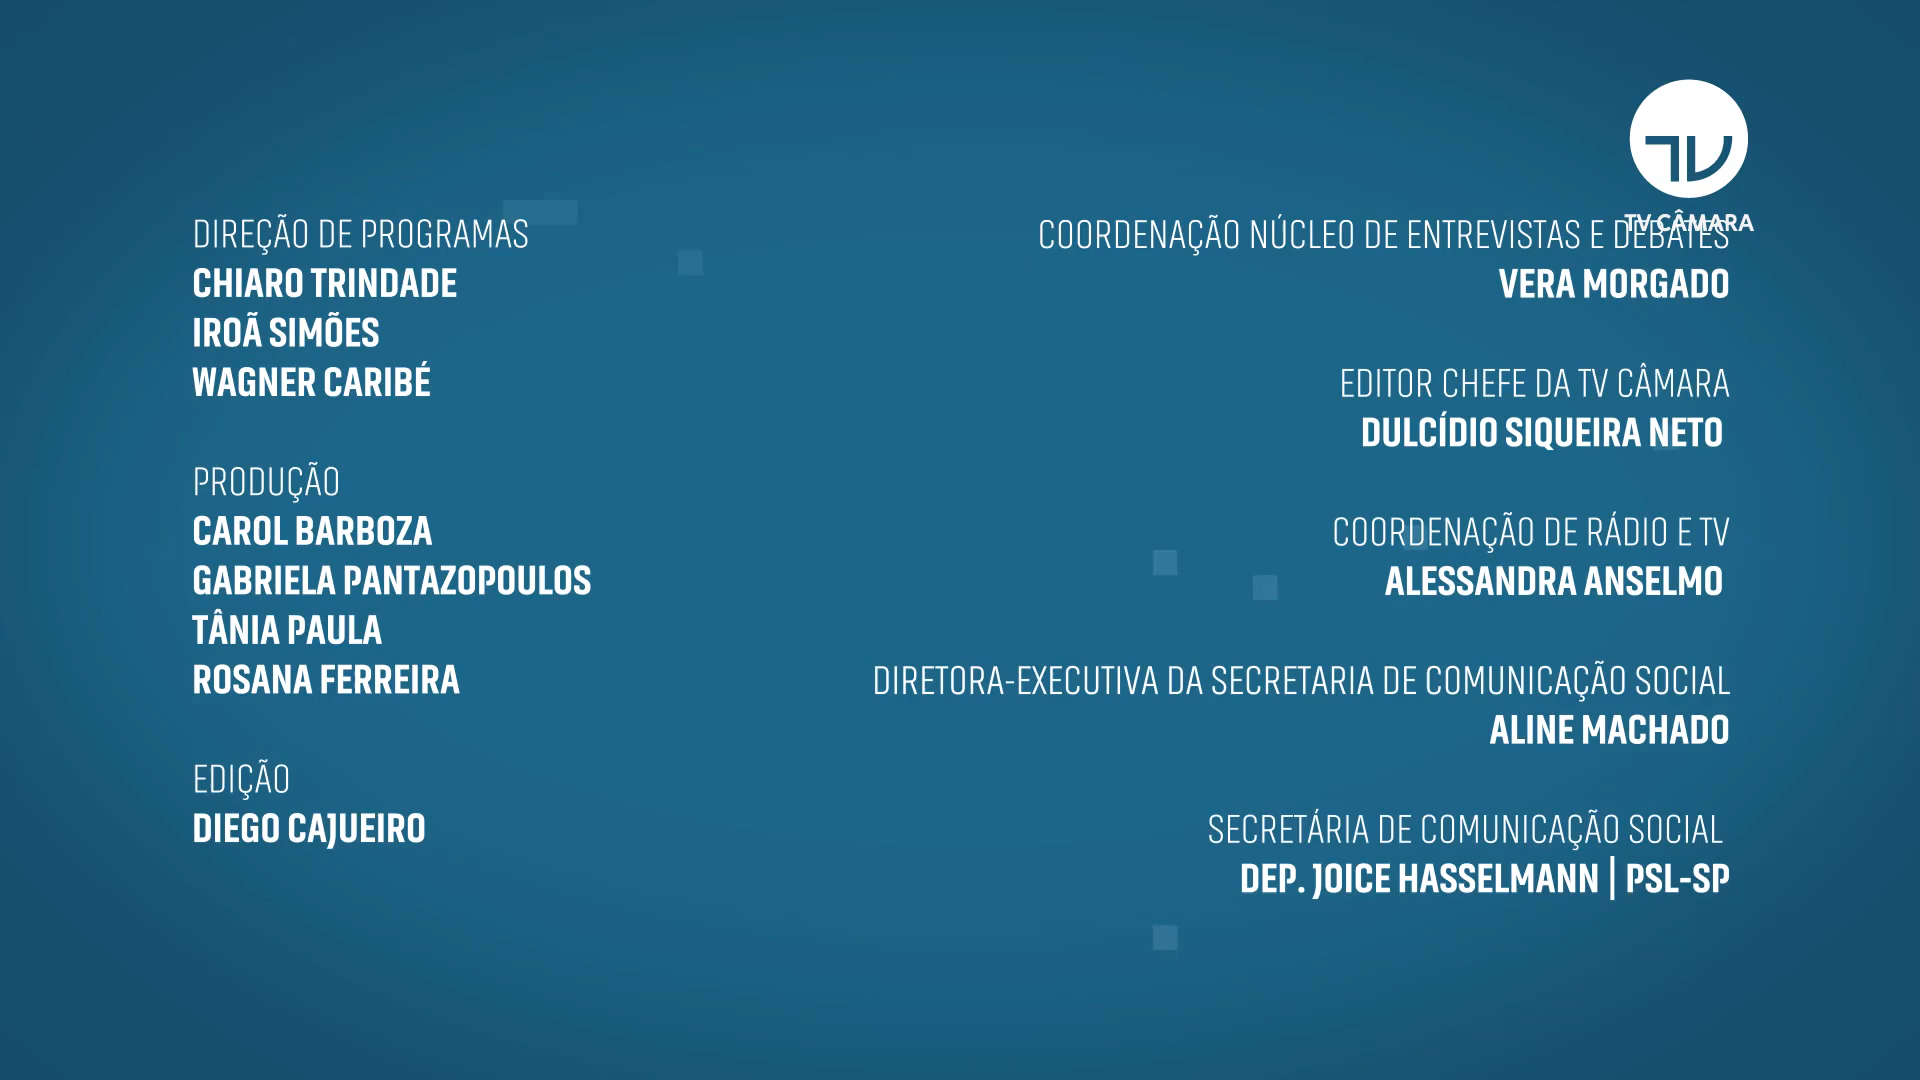 DIREÇÃO DE PROGRAMAS
CHIARO TRINDADE
IROÃ SIMÕES
WAGNER CARIBÉ
PRODUÇÃO
CAROL BARBOZA
GABRIELA PANTAZOPOULOS
TÂNIA PAULA
ROSANA FERREIRA
EDIÇÃO
DIEGO CAJUEIRO
TV
TV CÂMARA
COORDENAÇÃO NÚCLEO DE ENTREVISTAS E DEBATES
VERA MORGADO
EDITOR CHEFE DA TV CÂMARA
DULCÍDIO SIQUEIRA NETO
COORDENAÇÃO DE RÁDIO E TV
ALESSANDRA ANSELMO
DIRETORA-EXECUTIVA DA SECRETARIA DE COMUNICAÇÃO SOCIAL
ALINE MACHADO
SECRETÁRIA DE COMUNICAÇÃO SOCIAL
DEP. JOICE HASSELMANN | PSL-SP